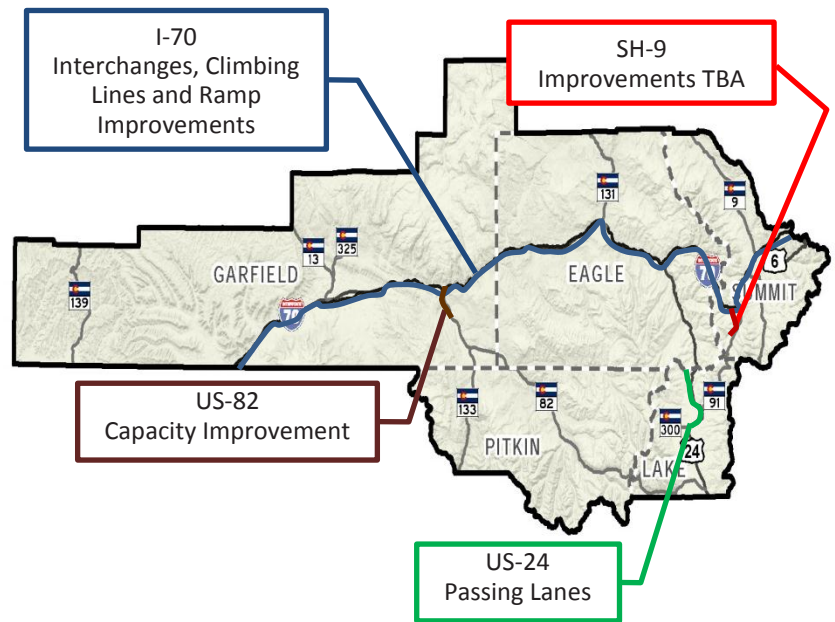 I-70
Interchanges, Climbing
Lines and Ramp
Improvements
SH-9
Improvements TBA
131
9
13
325
6
GARFIELD
EAGLE
SUMMIT
139
70
US-82
Capacity Improvement
133
82
91
300
24
PITKIN
LAKE
US-24
Passing Lanes